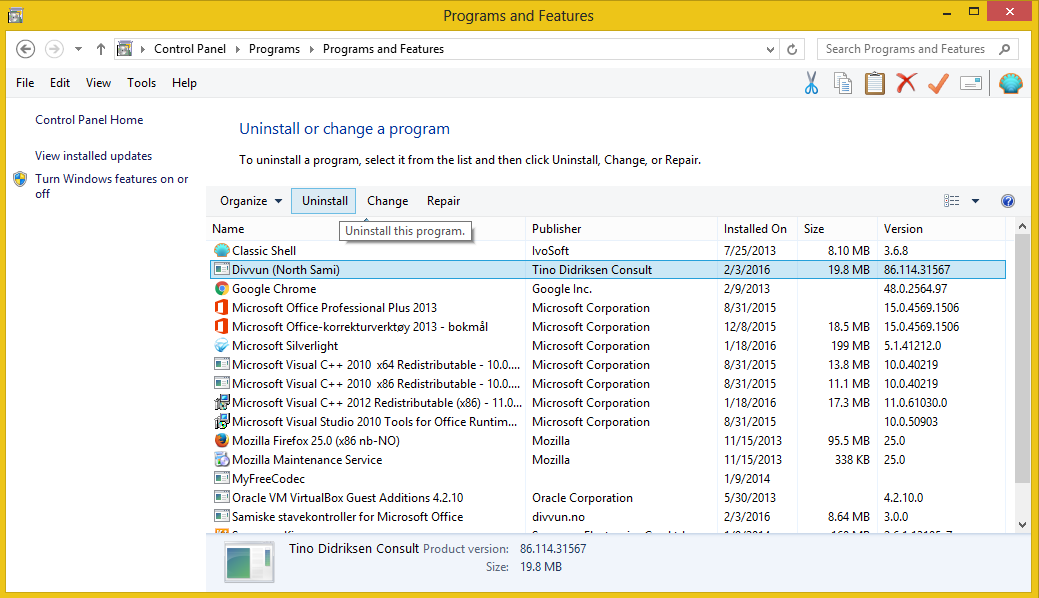 Programs and Features
Control Panel Programs Programs and Features
Search Programs and Features
File Edit View Tools Help
Control Panel Home
View installed updates
Turn Windows features on or
off
Uninstall or change a program
To uninstall a program, select it from the list and then click Uninstall, Change, or Repair.
Organize Uninstall Change Repair
Uninstall this program.
Name Publisher Installed On Size Version
Classic Shell IvoSoft 7/25/2013 8.10 MB 3.6.8
Divvun (North Sami) Tino Didriksen Consult 2/3/2016 19.8 MB 86.114.31567
Google Chrome Google Inc. 2/9/2013 48.0.2564.97
Microsoft Office Professional Plus 2013 Microsoft Corporation 8/31/2015 15.0.4569.1506
Microsoft Office-korrekturverktøy 2013 - bokmål Microsoft Corporation 12/8/2015 18.5 MB 15.0.4569.1506
Microsoft Silverlight Microsoft Corporation 1/18/2016 199 MB 5.1.41212.0
Microsoft Visual C++ 2010 x64 Redistributable - 10.0.... Microsoft Corporation 8/31/2015 13.8 MB 10.0.40219
Microsoft Visual C++ 2010 x86 Redistributable - 10.0.... Microsoft Corporation 8/31/2015 11.1 MB 10.0.40219
Microsoft Visual C++ 2012 Redistributable (x86) - 11.0... Microsoft Corporation 1/18/2016 17.3 MB 11.0.61030.0
Microsoft Visual Studio 2010 Tools for Office Runtim... Microsoft Corporation 8/31/2015 10.0.50903
Mozilla Firefox 25.0 (x86 nb-NO) Mozilla 11/15/2013 95.5 MB 25.0
Mozilla Maintenance Service Mozilla 11/15/2013 338 KB 25.0
MyFreeCodec 1/9/2014
Oracle VM VirtualBox Guest Additions 4.2.10 Oracle Corporation 5/30/2013 4.2.10.0
Samiske stavekontroller for Microsoft Office divvun.no 2/3/2016 8.64 MB 3.0.0
Tino Didriksen Consult Product version: 86.114.31567
Size: 19.8 MB